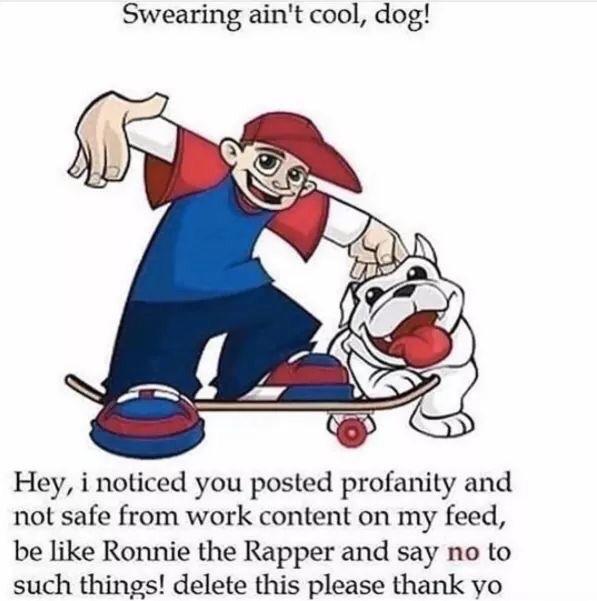 Swearing ain't cool, dog!
Hey, i noticed you posted profanity and
not safe from work content on my feed,
be like Ronnie the Rapper and say no to
such things! delete this please thank yo